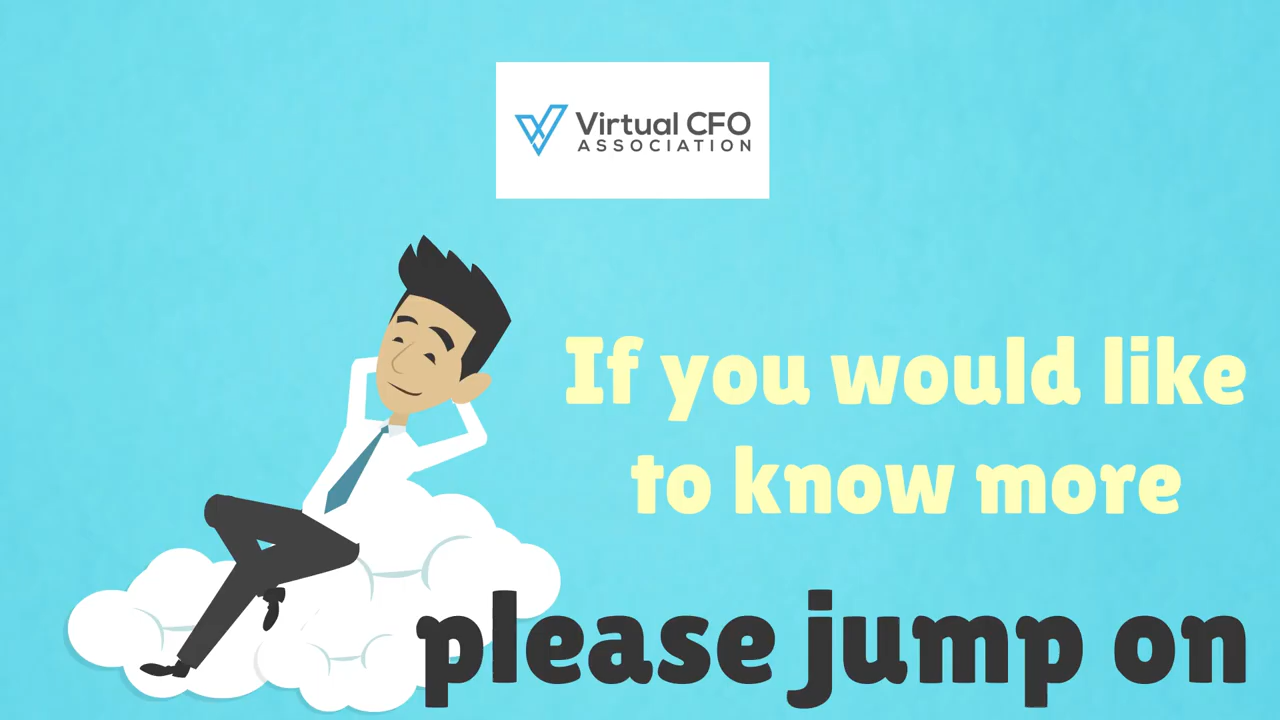 Virtual CFO
ASSOCIATION
If you would like
to know more
please jump on